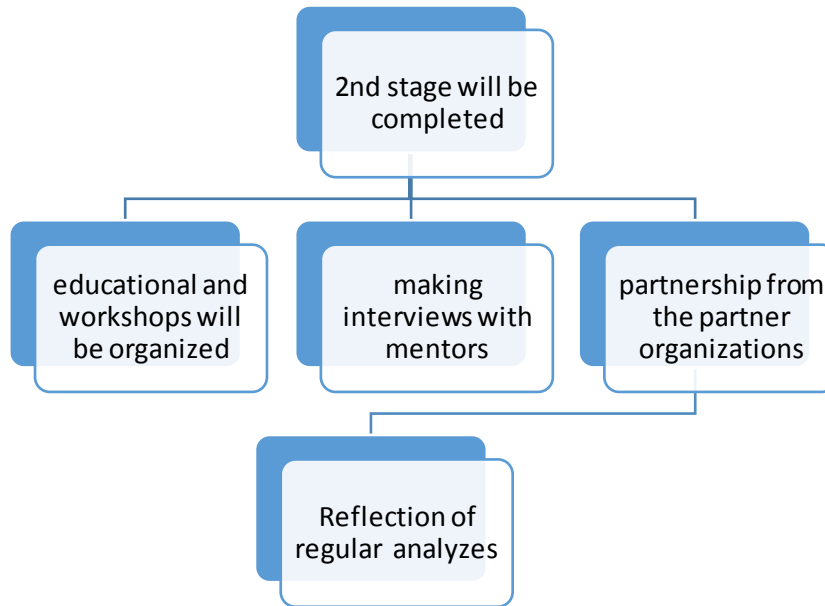 2nd stage will be
completed
educational and
workshops will
be organized
making
interviews with
mentors
partnership from
the partner
organizations
Reflection of
regular analyzes